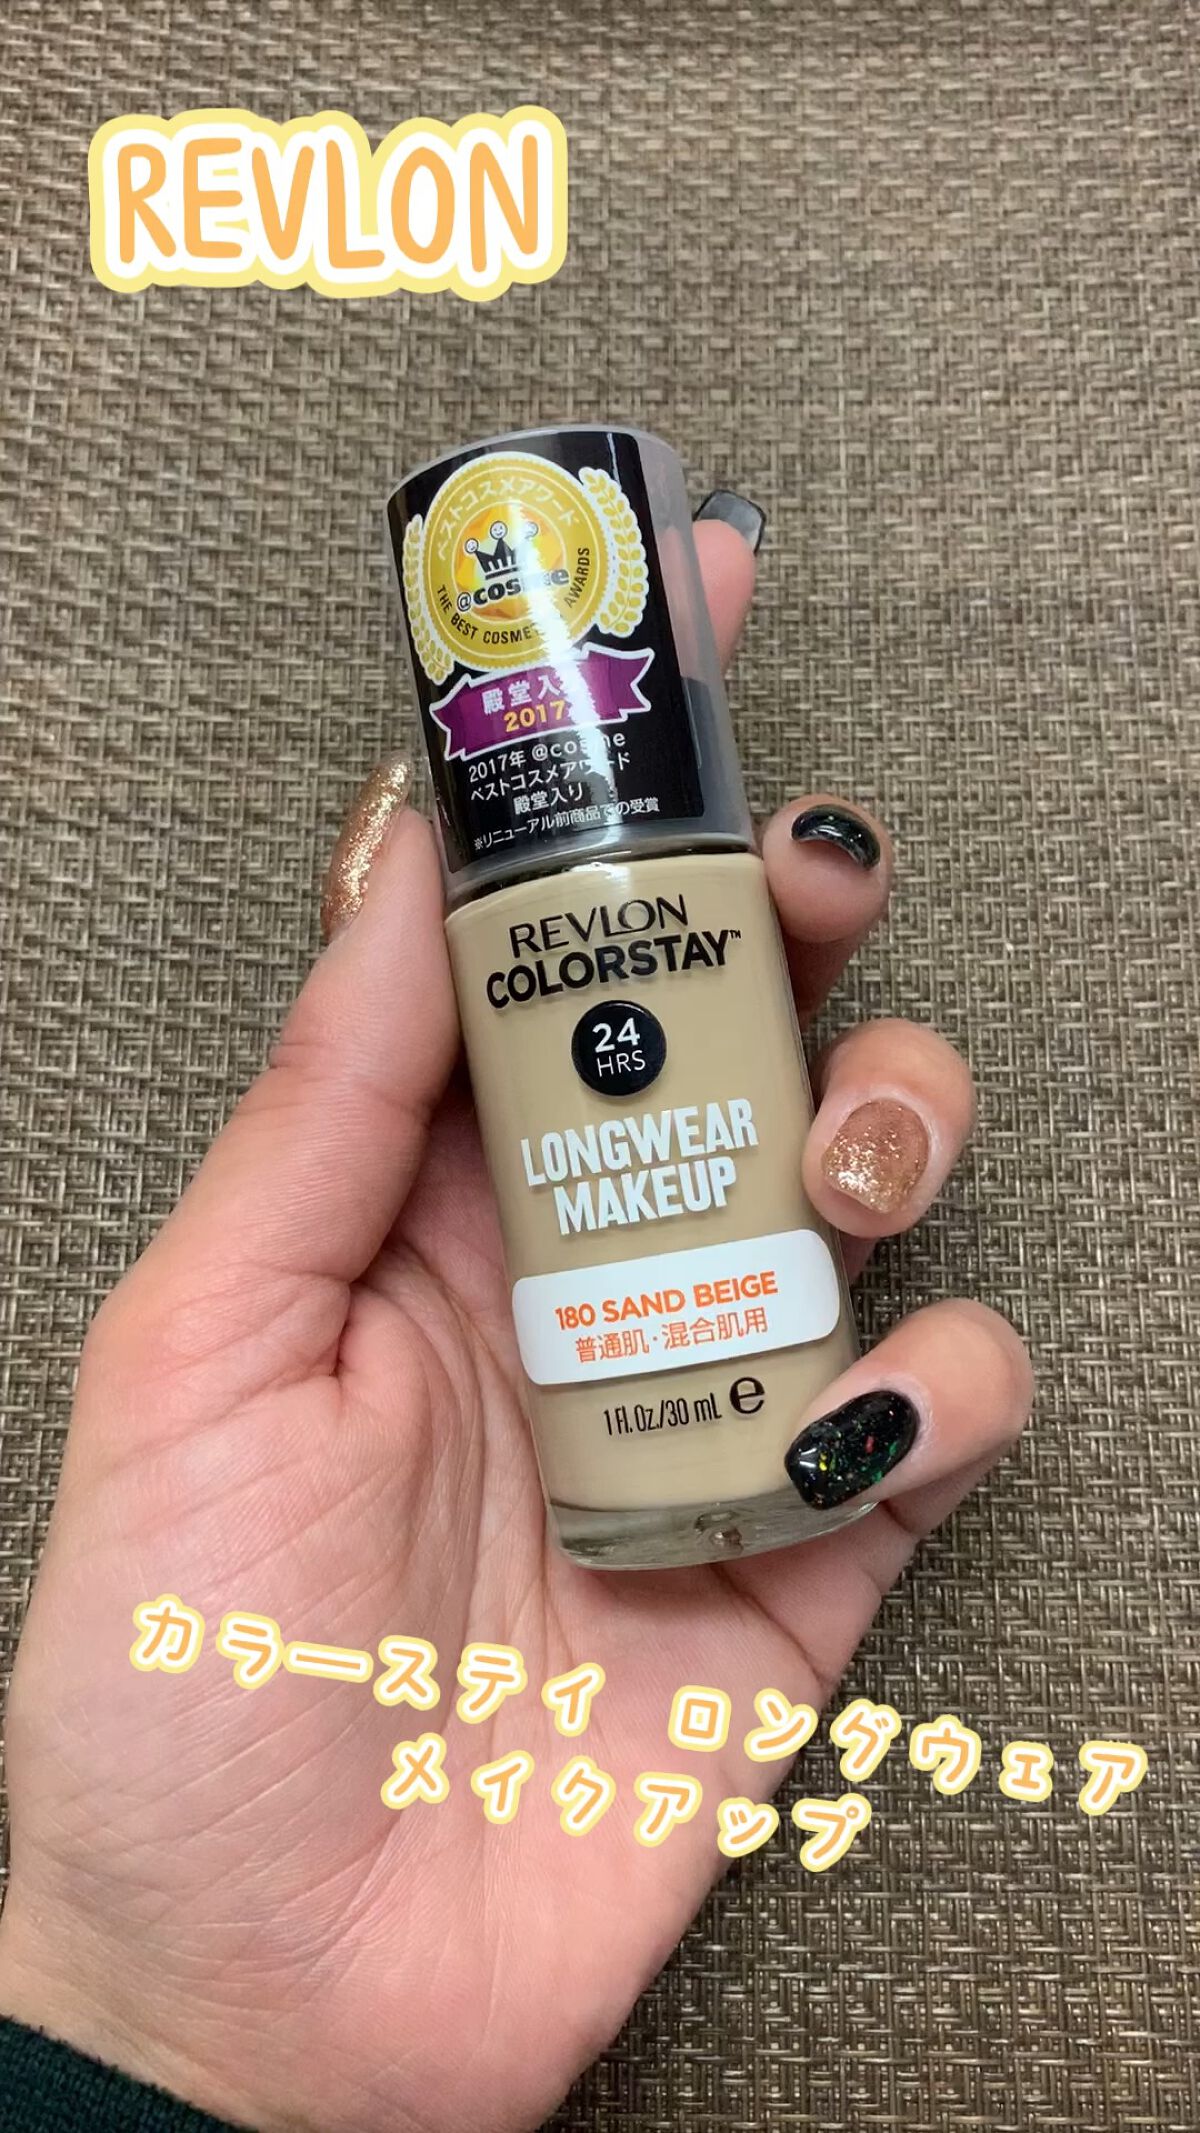 REVLON
ベストコスメアワード
@cosme
THE BEST COSMETIC AWARDS
殿堂入り
2017
2017年 @cosme
ベストコスメアワード
殿堂入り
※リニューアル前商品での受賞
REVLON
COLORSTAY™
24
HRS
LONGWEAR
MAKEUP
180 SAND BEIGE
普通肌・混合肌用
1 Fl. Oz./30 mL e
カラーステイ ロングウェア
メイクアップ